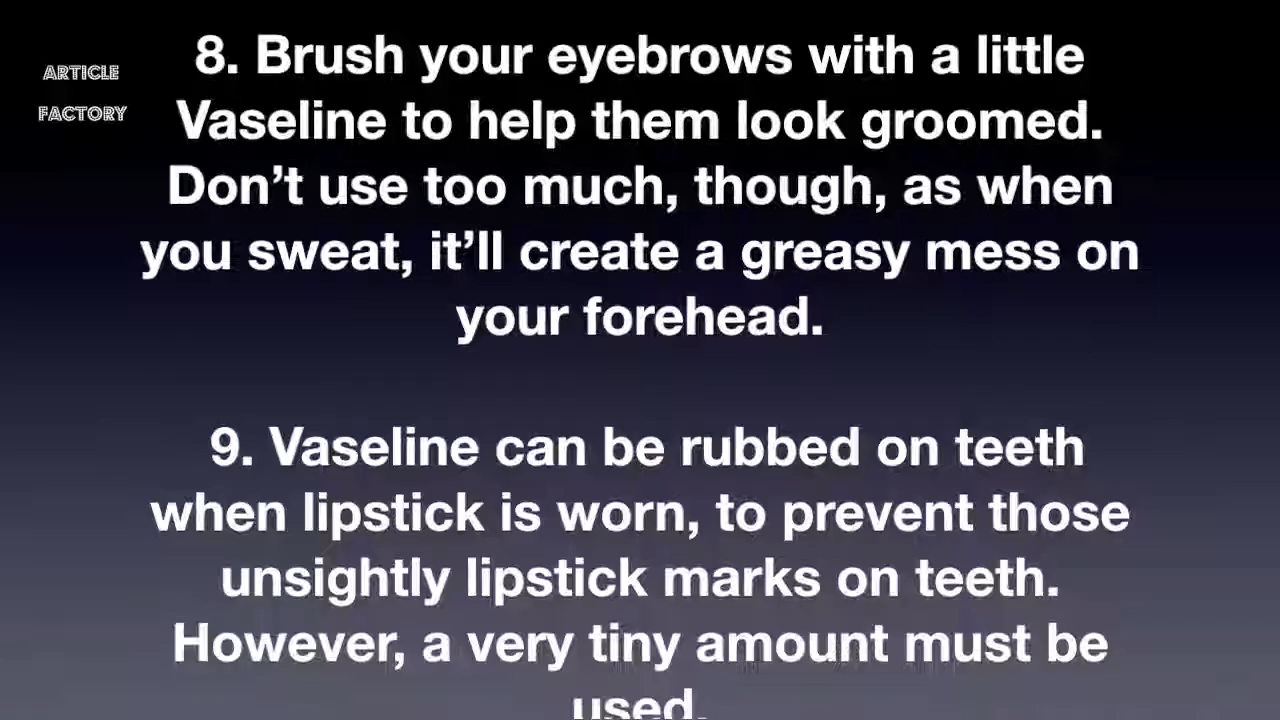 ARTICLE
FACTORY
8. Brush your eyebrows with a little
Vaseline to help them look groomed.
Don’t use too much, though, as when
you sweat, it’ll create a greasy mess on
your forehead.
9. Vaseline can be rubbed on teeth
when lipstick is worn, to prevent those
unsightly lipstick marks on teeth.
However, a very tiny amount must be
used.